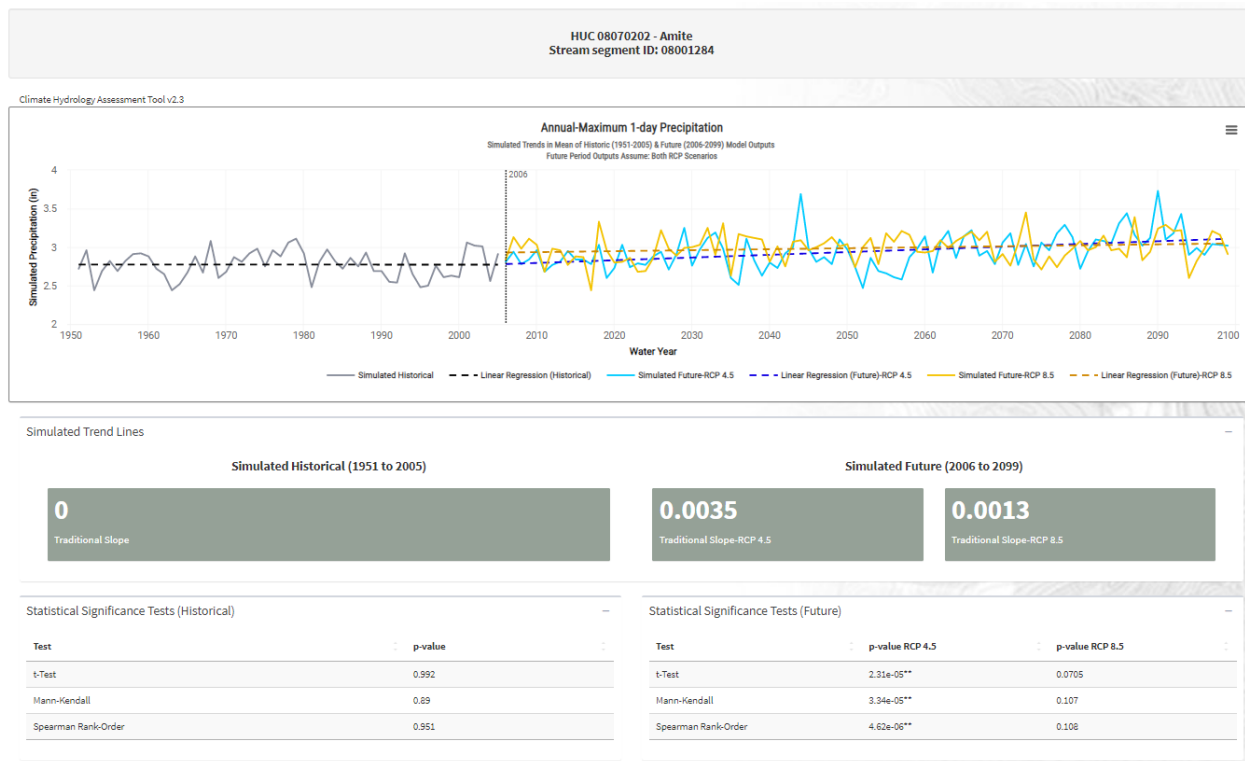 HUC 08070202 - Amite
Stream segment ID: 08001284
Climate Hydrology Assessment Tool v2.3
Annual-Maximum 1-day Precipitation
Simulated Trends in Mean of Historic (1951-2005) & Future (2006-2099) Model Outputs
Future Period Outputs Assume: Both RCP Scenarios
Simulated Precipitation (in)
4
3.5
3
2.5
2
2006
1950 1960 1970 1980 1990 2000 2010 2020 2030 2040 2050 2060 2070 2080 2090 2100
Water Year
Simulated Historical Linear Regression (Historical) Simulated Future-RCP 4.5 Linear Regression (Future)-RCP 4.5 Simulated Future-RCP 8.5 Linear Regression (Future)-RCP 8.5
Simulated Trend Lines
Simulated Historical (1951 to 2005) Simulated Future (2006 to 2099)
0 0.0035 0.0013
Traditional Slope Traditional Slope-RCP 4.5 Traditional Slope-RCP 8.5
Statistical Significance Tests (Historical)
Test p-value
t-Test 0.992
Mann-Kendall 0.89
Spearman Rank-Order 0.951
Statistical Significance Tests (Future)
Test p-value RCP 4.5 p-value RCP 8.5
t-Test 2.31e-05** 0.0705
Mann-Kendall 3.34e-05** 0.107
Spearman Rank-Order 4.62e-06** 0.108